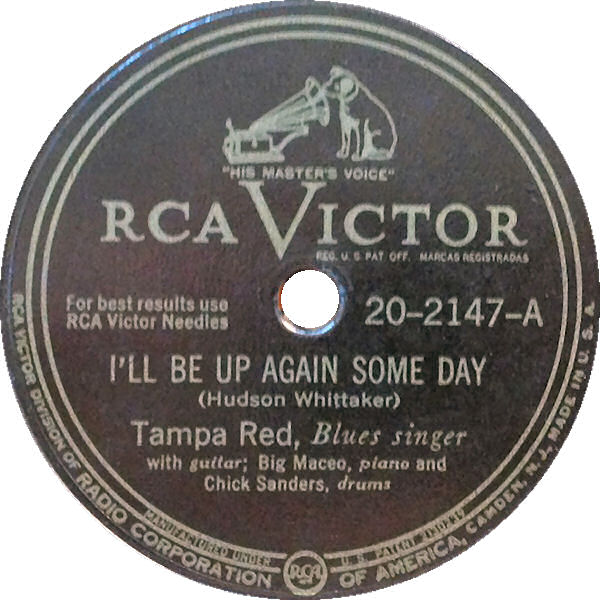 "HIS MASTER'S VOICE"
RCA VICTOR
REG. U. S. PAT. OFF. MARCAS REGISTRADAS
For best results use
RCA Victor Needles
20-2147-A
I'LL BE UP AGAIN SOME DAY
(Hudson Whittaker)
Tampa Red, Blues singer
with guitar; Big Maceo, piano and
Chick Sanders, drums
MANUFACTURED UNDER
U. S. PATENT
RCA VICTOR DIVISION OF RADIO CORPORATION OF AMERICA, CAMDEN, N. J. MADE IN U. S. A.
RCA